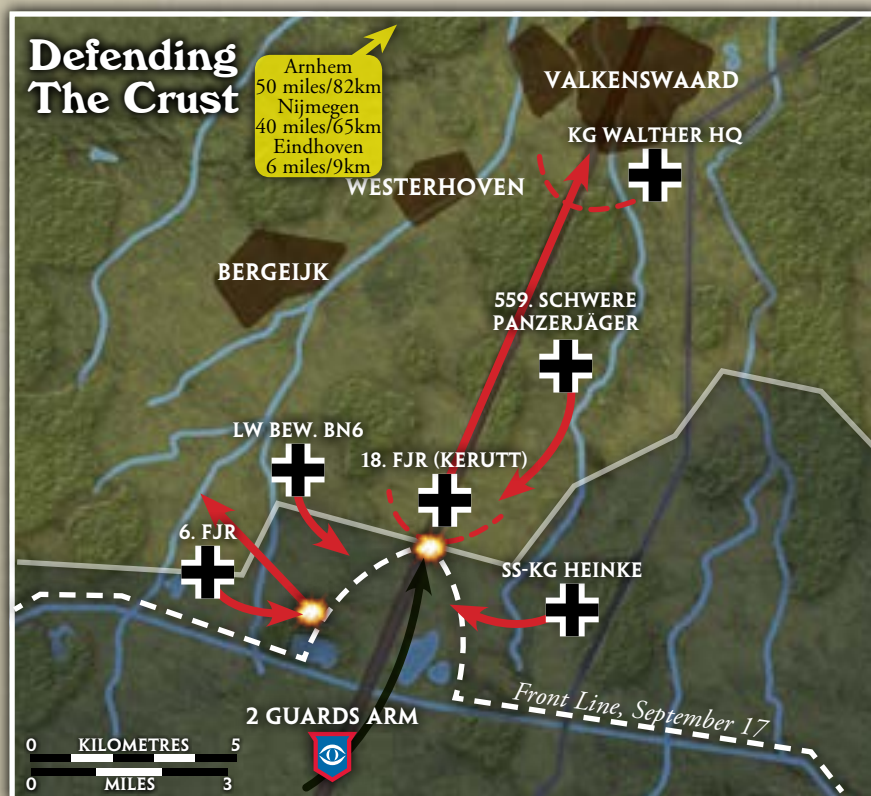 Defending
The Crust
Arnhem
50 miles/82km
Nijmegen
40 miles/65km
Eindhoven
6 miles/9km
VALKENSWAARD
KG WALTHER HQ
WESTERHOVEN
BERGEIJK
559. SCHWERE
PANZERJÄGER
LW BEW. BN6
18. FJR (KERUTT)
6. FJR
SS-KG HEINKE
Front Line, September 17
2 GUARDS ARM
0 KILOMETRES 5
0 MILES 3